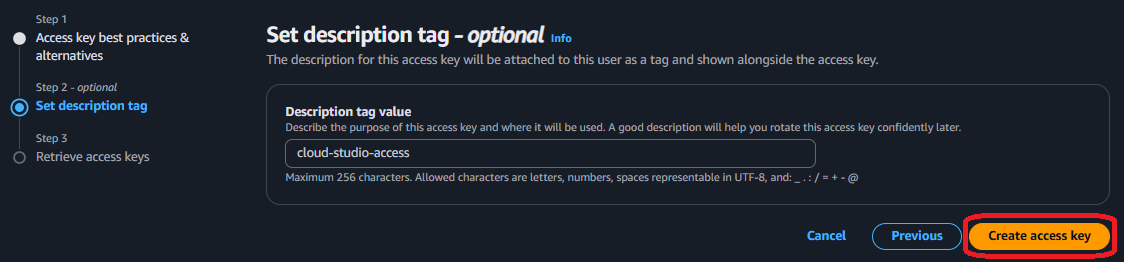 Step 1
Access key best practices &
alternatives
Step 2 - optional
Set description tag
Step 3
Retrieve access keys
Set description tag - optional Info
The description for this access key will be attached to this user as a tag and shown alongside the access key.
Description tag value
Describe the purpose of this access key and where it will be used. A good description will help you rotate this access key confidently later.
cloud-studio-access
Maximum 256 characters. Allowed characters are letters, numbers, spaces representable in UTF-8, and: _ . : / = + - @
Cancel Previous Create access key